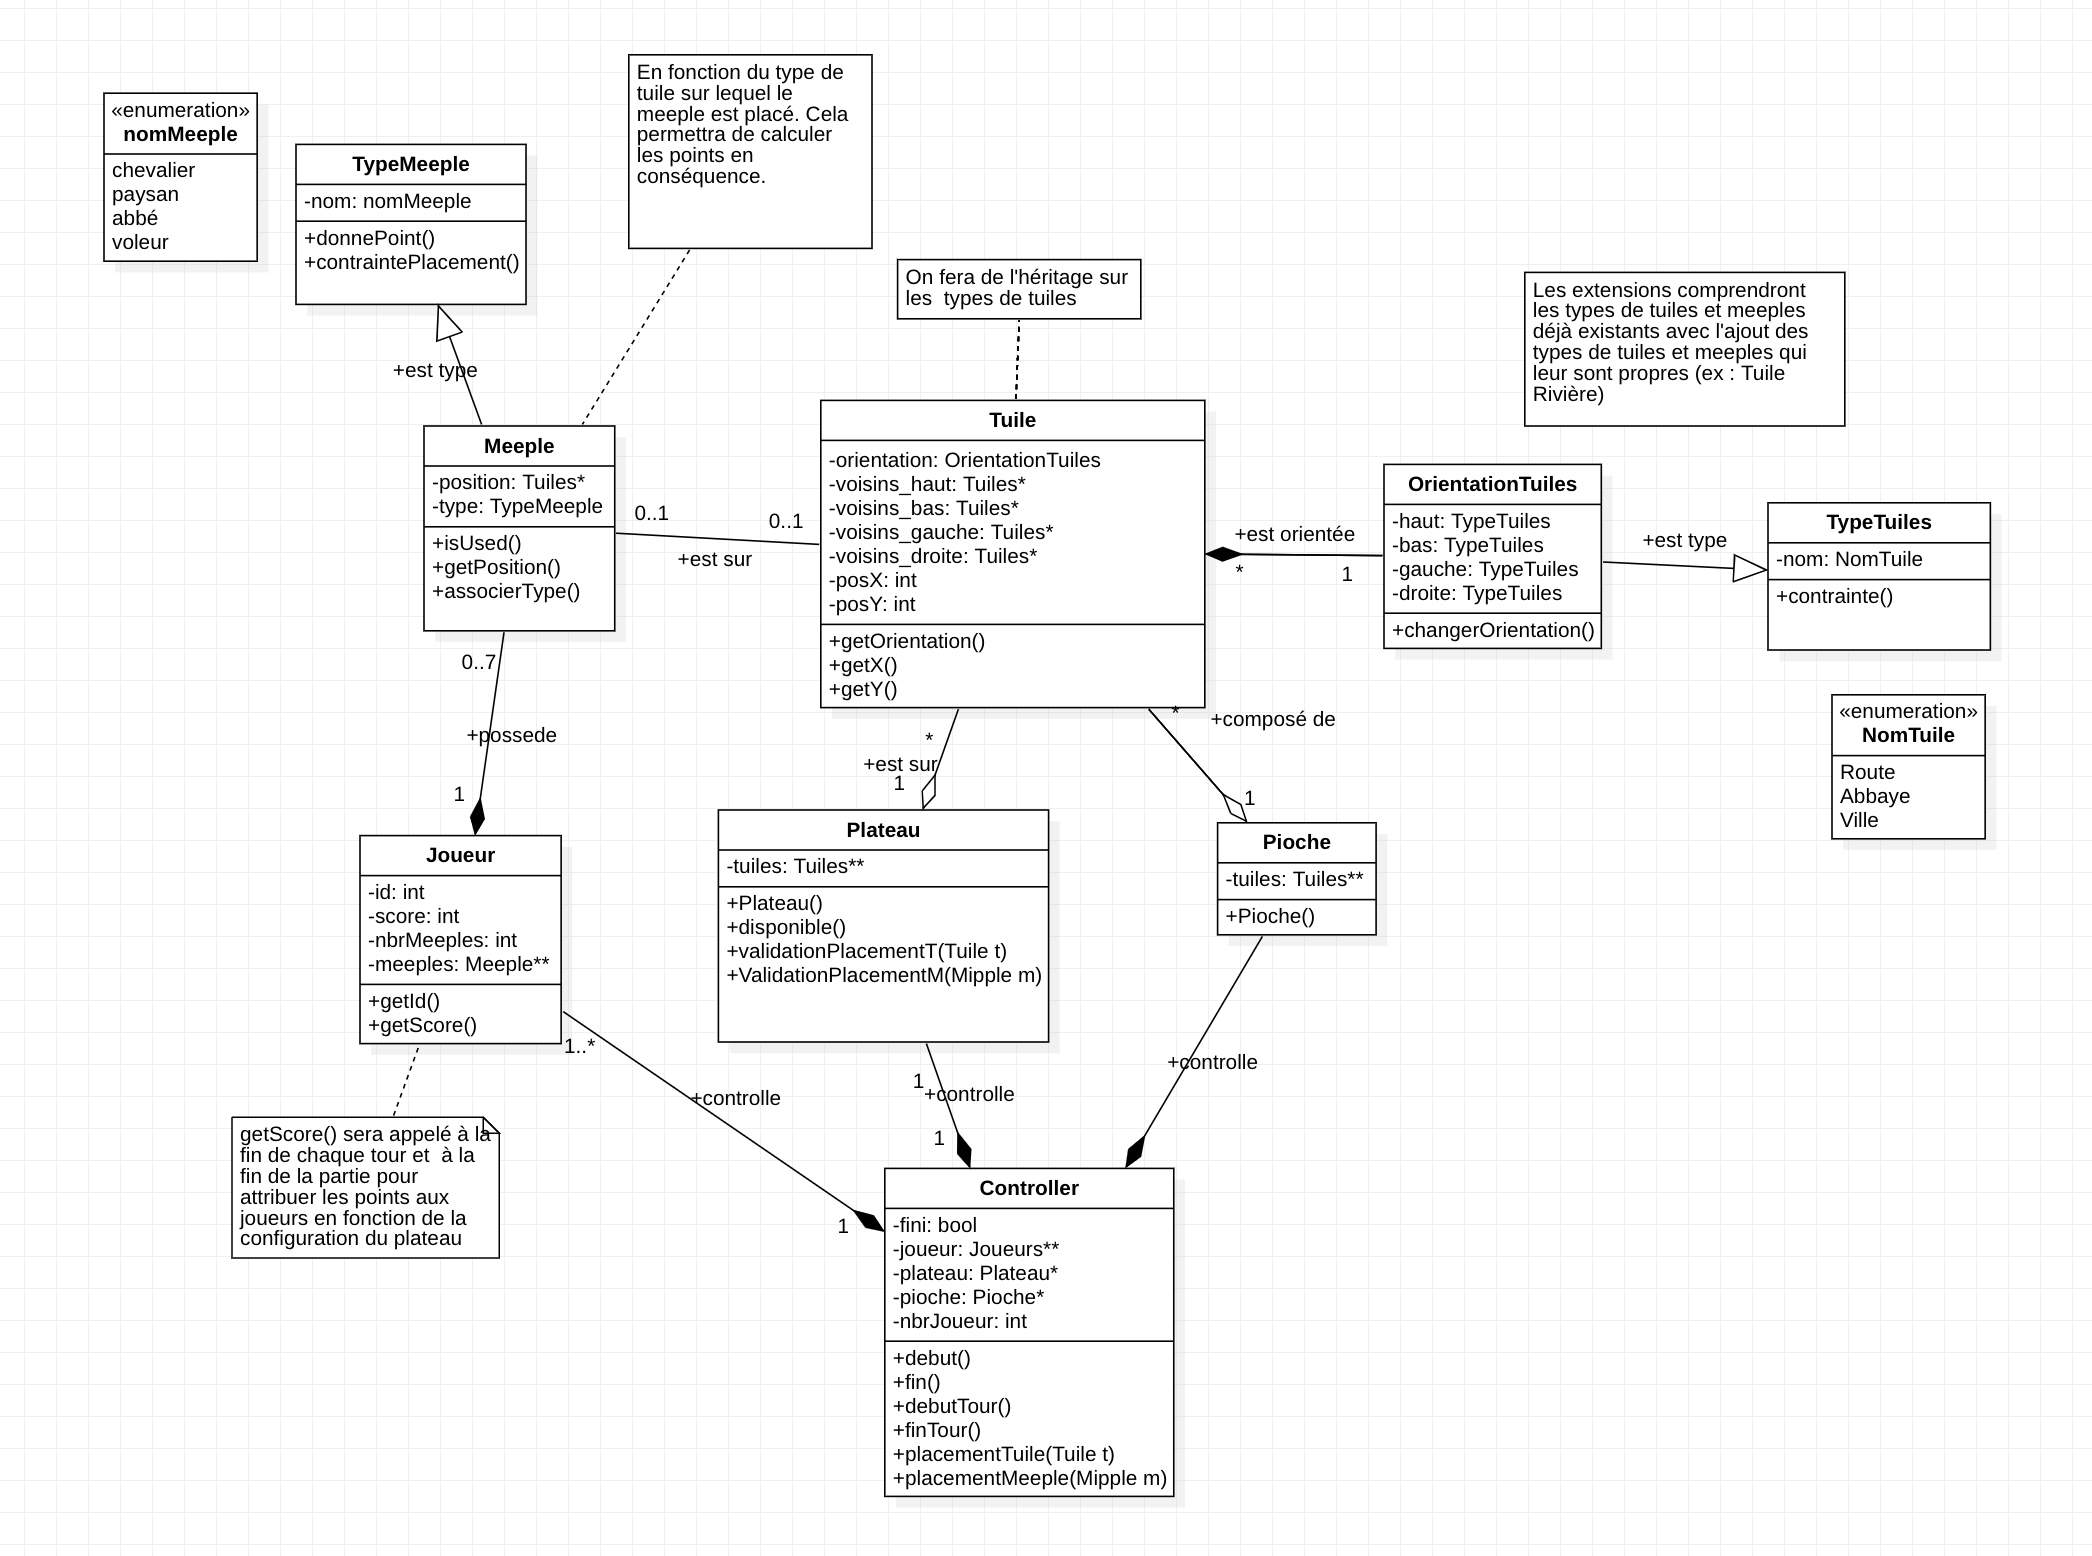 «enumeration»
nomMeeple
chevalier
paysan
abbé
voleur
TypeMeeple
-nom: nomMeeple
+donnePoint()
+contraintePlacement()
En fonction du type de
tuile sur lequel le
meeple est placé. Cela
permettra de calculer
les points en
conséquence.
On fera de l'héritage sur
les  types de tuiles
Les extensions comprendront
les types de tuiles et meeples
déjà existants avec l'ajout des
types de tuiles et meeples qui
leur sont propres (ex : Tuile
Rivière)
+est type
Meeple
-position: Tuiles*
-type: TypeMeeple
+isUsed()
+getPosition()
+associerType()
0..1
0..1
+est sur
Tuile
-orientation: OrientationTuiles
-voisins_haut: Tuiles*
-voisins_bas: Tuiles*
-voisins_gauche: Tuiles*
-voisins_droite: Tuiles*
-posX: int
-posY: int
+getOrientation()
+getX()
+getY()
+est orientée
*
1
OrientationTuiles
-haut: TypeTuiles
-bas: TypeTuiles
-gauche: TypeTuiles
-droite: TypeTuiles
+changerOrientation()
+est type
TypeTuiles
-nom: NomTuile
+contrainte()
«enumeration»
NomTuile
Route
Abbaye
Ville
0..7
+possede
1
*
+est sur
1
*
+composé de
1
Joueur
-id: int
-score: int
-nbrMeeples: int
-meeples: Meeple**
+getId()
+getScore()
Plateau
-tuiles: Tuiles**
+Plateau()
+disponible()
+validationPlacementT(Tuile t)
+ValidationPlacementM(Mipple m)
Pioche
-tuiles: Tuiles**
+Pioche()
1..*
+controlle
1
1
+controlle
1
+controlle
getScore() sera appelé à la
fin de chaque tour et  à la
fin de la partie pour
attribuer les points aux
joueurs en fonction de la
configuration du plateau
Controller
-fini: bool
-joueur: Joueurs**
-plateau: Plateau*
-pioche: Pioche*
-nbrJoueur: int
+debut()
+fin()
+debutTour()
+finTour()
+placementTuile(Tuile t)
+placementMeeple(Mipple m)